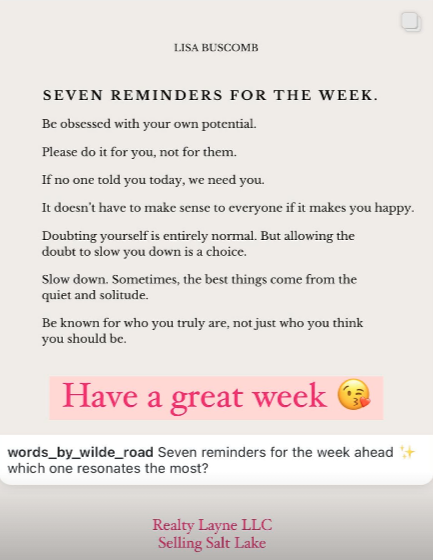 LISA BUSCOMB
SEVEN REMINDERS FOR THE WEEK.
Be obsessed with your own potential.
Please do it for you, not for them.
If no one told you today, we need you.
It doesn't have to make sense to everyone if it makes you happy.
Doubting yourself is entirely normal. But allowing the
doubt to slow you down is a choice.
Slow down. Sometimes, the best things come from the
quiet and solitude.
Be known for who you truly are, not just who you think
you should be.
Have a great week 😘
words_by_wilde_road Seven reminders for the week ahead ✨
which one resonates the most?
Realty Layne LLC
Selling Salt Lake